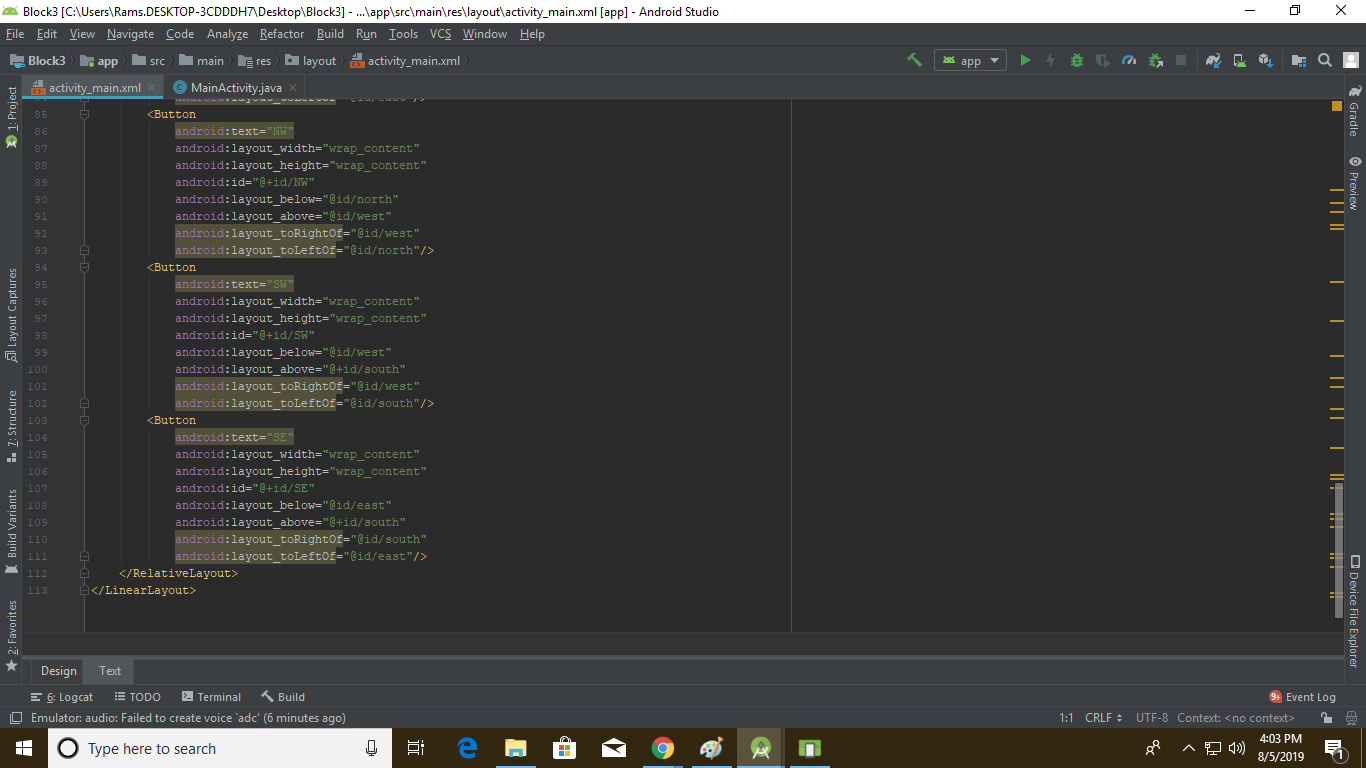 Block3 [C:\Users\Rams.DESKTOP-3CDDDH7\Desktop\Block3] - ...\app\src\main\res\layout\activity_main.xml [app] - Android Studio
File Edit View Navigate Code Analyze Refactor Build Run Tools VCS Window Help
Block3 app src main res layout activity_main.xml app
activity_main.xml MainActivity.java
1: Project
Layout Captures
7: Structure
Build Variants
2: Favorites
android:layout_toLeftOf="@id/east"/>
85 <Button
86 android:text="NW"
87 android:layout_width="wrap_content"
88 android:layout_height="wrap_content"
89 android:id="@+id/NW"
90 android:layout_below="@id/north"
91 android:layout_above="@id/west"
92 android:layout_toRightOf="@id/west"
93 android:layout_toLeftOf="@id/north"/>
94 <Button
95 android:text="SW"
96 android:layout_width="wrap_content"
97 android:layout_height="wrap_content"
98 android:id="@+id/SW"
99 android:layout_below="@id/west"
100 android:layout_above="@+id/south"
101 android:layout_toRightOf="@id/west"
102 android:layout_toLeftOf="@id/south"/>
103 <Button
104 android:text="SE"
105 android:layout_width="wrap_content"
106 android:layout_height="wrap_content"
107 android:id="@+id/SE"
108 android:layout_below="@id/east"
109 android:layout_above="@+id/south"
110 android:layout_toRightOf="@id/south"
111 android:layout_toLeftOf="@id/east"/>
112 </RelativeLayout>
113 </LinearLayout>
Gradle
Preview
Device File Explorer
Design Text
6: Logcat TODO Terminal Build 9+ Event Log
Emulator: audio: Failed to create voice `adc' (6 minutes ago) 1:1 CRLF UTF-8 Context: <no context>
Type here to search
4:03 PM
8/5/2019
1